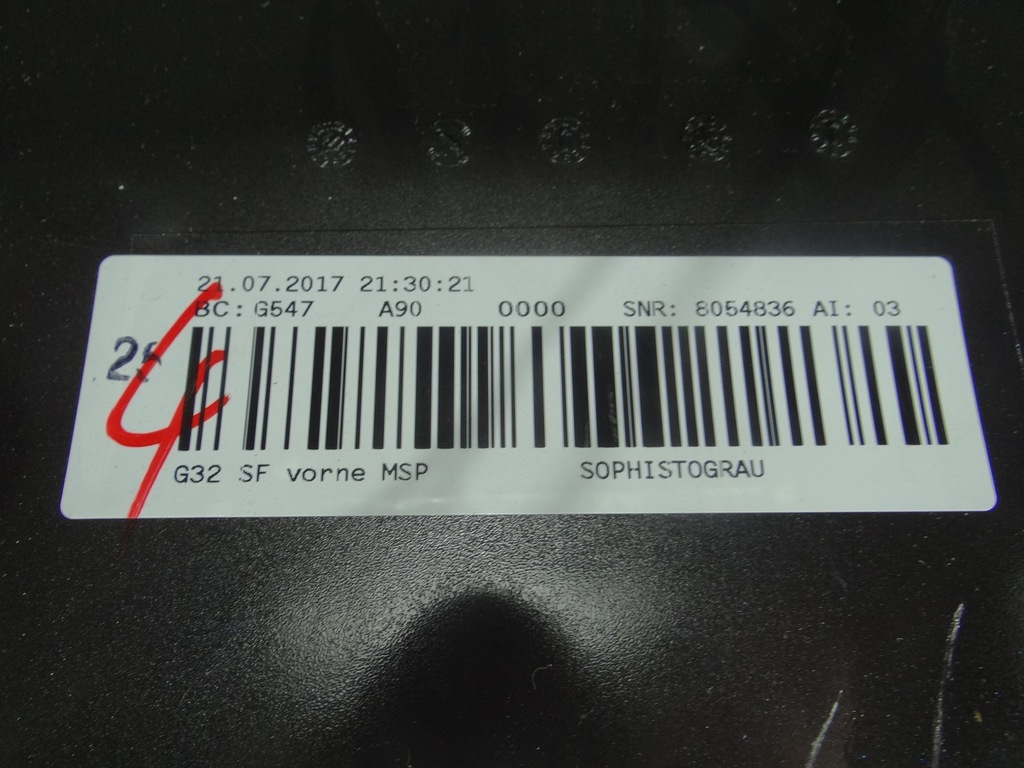 21.07.2017 21:30:21
BC: G547 A90 0000 SNR: 8054836 AI: 03
G32 SF vorne MSP SOPHISTOGRAU